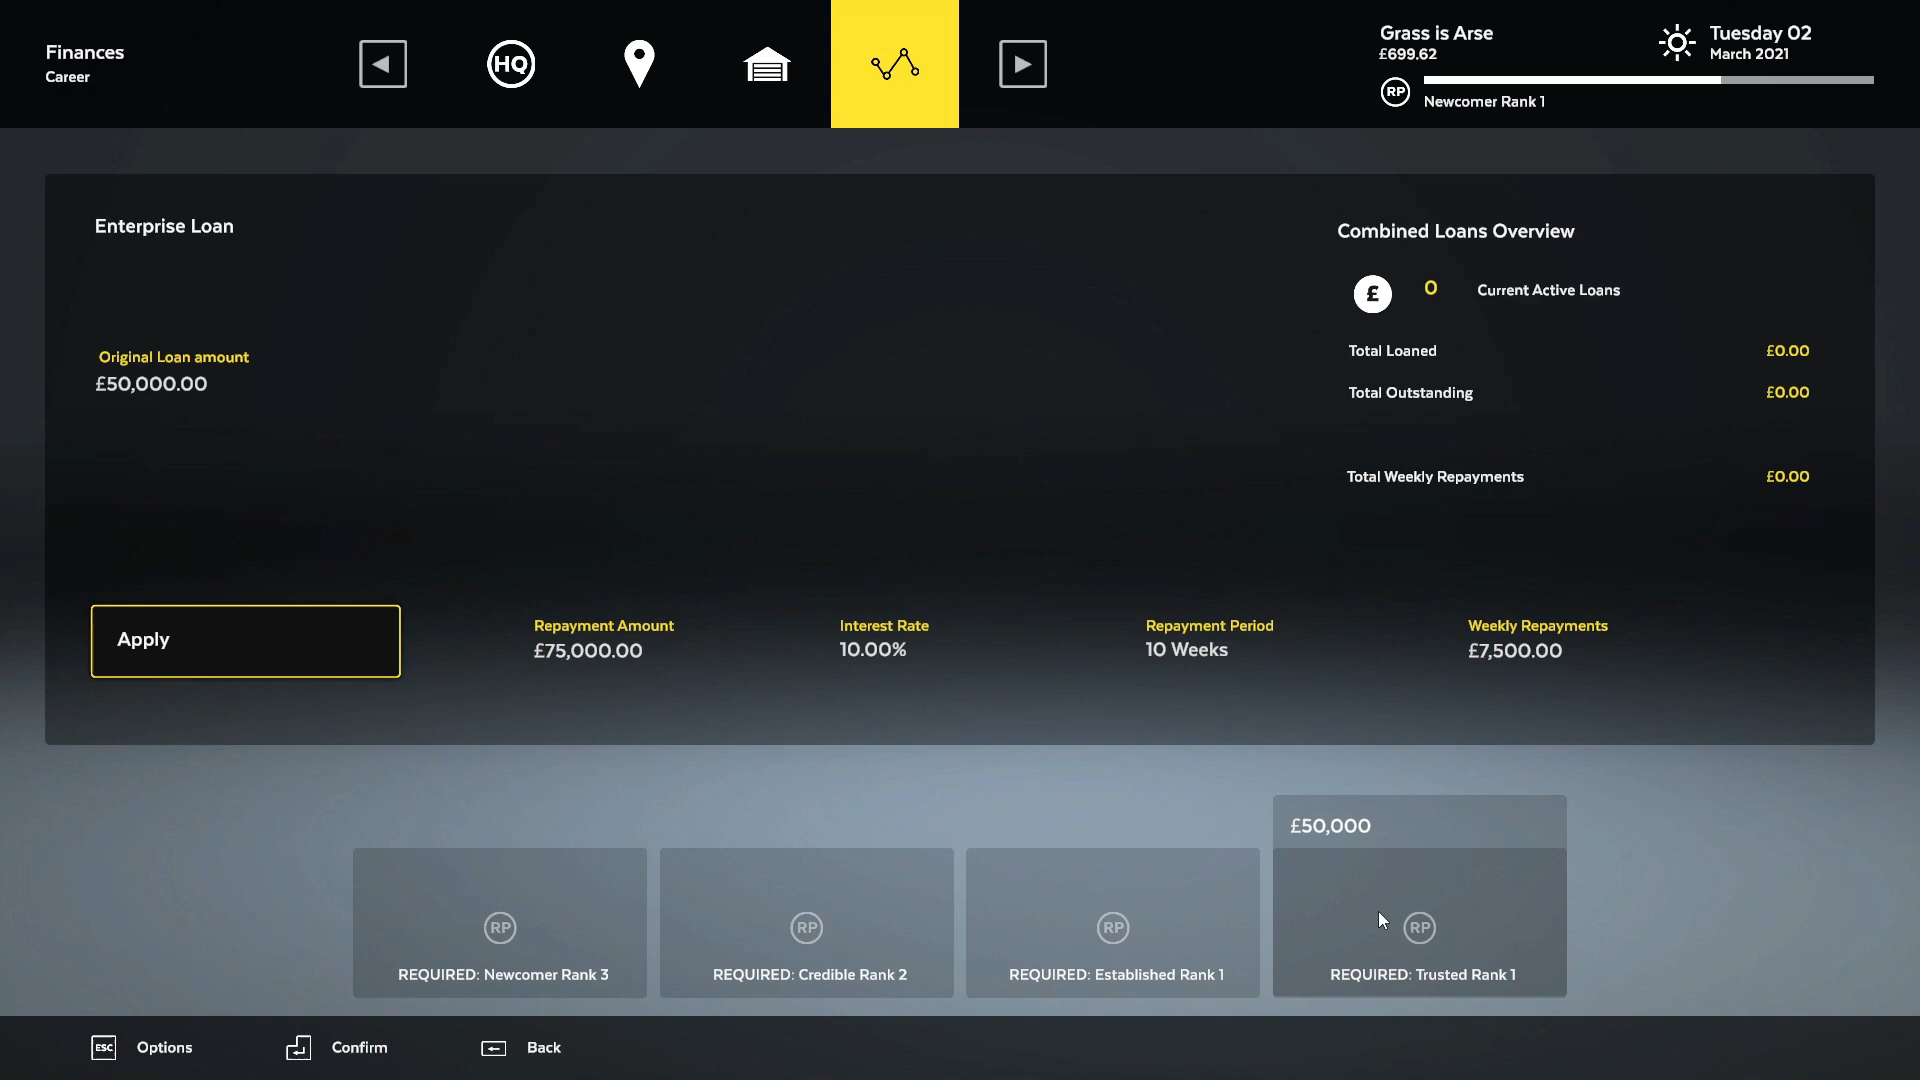 Finances
Career
HQ
Grass is Arse
£699.62
RP
Newcomer Rank 1
Tuesday 02
March 2021
Enterprise Loan
Original Loan amount
£50,000.00
Combined Loans Overview
£
0
Current Active Loans
Total Loaned
£0.00
Total Outstanding
£0.00
Total Weekly Repayments
£0.00
Apply
Repayment Amount
£75,000.00
Interest Rate
10.00%
Repayment Period
10 Weeks
Weekly Repayments
£7,500.00
RP
REQUIRED: Newcomer Rank 3
RP
REQUIRED: Credible Rank 2
RP
REQUIRED: Established Rank 1
£50,000
RP
REQUIRED: Trusted Rank 1
ESC
Options
Confirm
Back